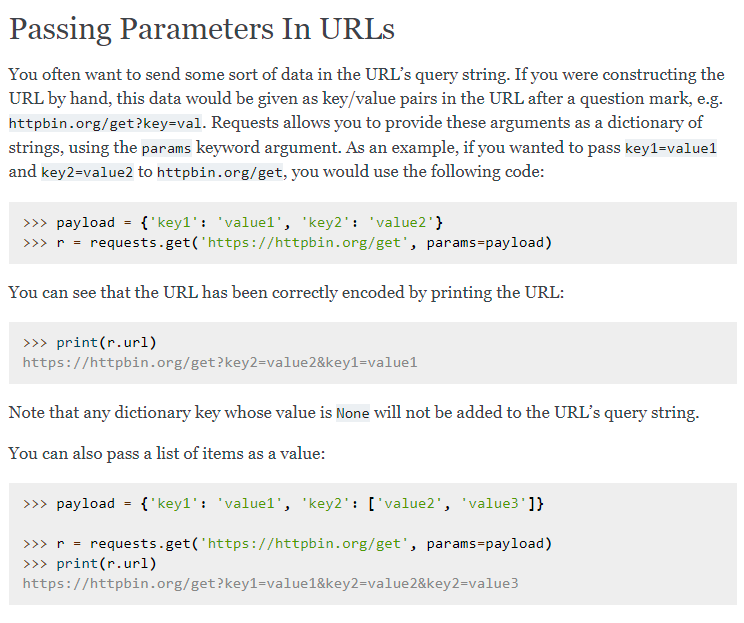 Passing Parameters In URLs
You often want to send some sort of data in the URL’s query string. If you were constructing the
URL by hand, this data would be given as key/value pairs in the URL after a question mark, e.g.
httpbin.org/get?key=val. Requests allows you to provide these arguments as a dictionary of
strings, using the params keyword argument. As an example, if you wanted to pass key1=value1
and key2=value2 to httpbin.org/get, you would use the following code:
>>> payload = {'key1': 'value1', 'key2': 'value2'}
>>> r = requests.get('https://httpbin.org/get', params=payload)
You can see that the URL has been correctly encoded by printing the URL:
>>> print(r.url)
https://httpbin.org/get?key2=value2&key1=value1
Note that any dictionary key whose value is None will not be added to the URL’s query string.
You can also pass a list of items as a value:
>>> payload = {'key1': 'value1', 'key2': ['value2', 'value3']}
>>> r = requests.get('https://httpbin.org/get', params=payload)
>>> print(r.url)
https://httpbin.org/get?key1=value1&key2=value2&key2=value3